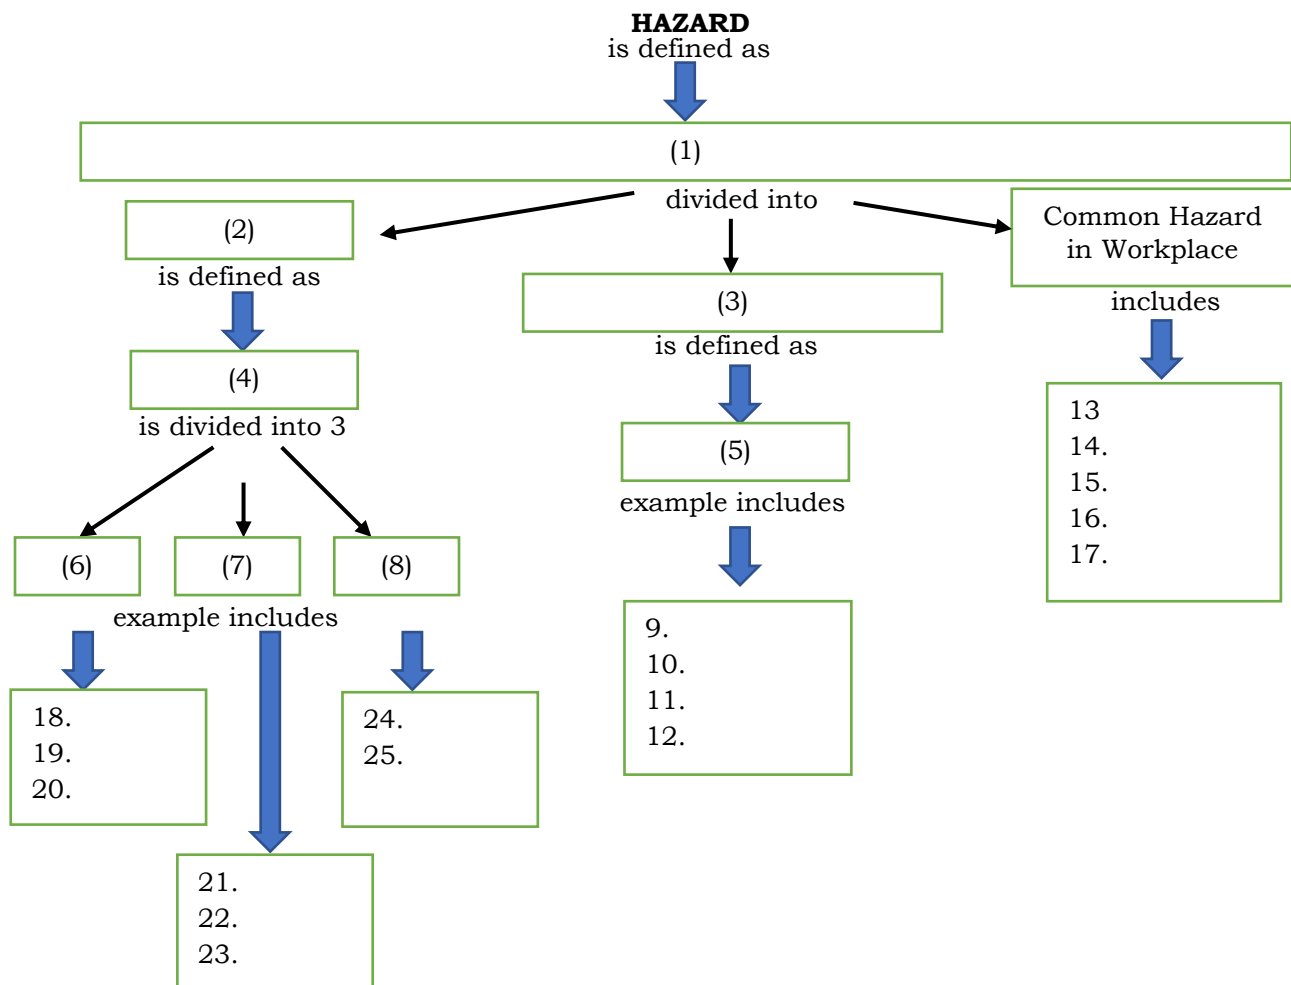 HAZARD
is defined as
(1)
divided into
(2)
Common Hazard
in Workplace
is defined as
(3)
includes
is defined as
(4)
is divided into 3
13
14.
15.
16.
17.
(5)
example includes
(6)
(7)
(8)
example includes
9.
10.
11.
12.
18.
19.
20.
24.
25.
21.
22.
23.